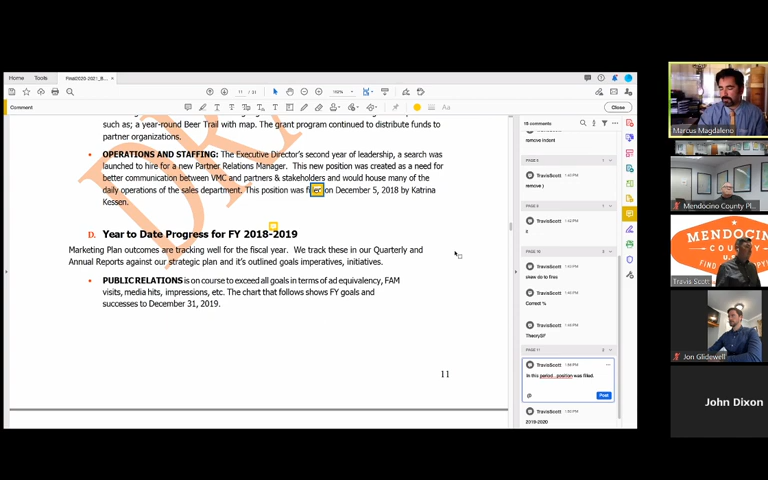 Home Tools Final2020-2021_B... ×
11 / 31
Comment
Close
such as; a year-round Beer Trail with map. The grant program continued to distribute funds to
partner organizations.
OPERATIONS AND STAFFING: The Executive Director's second year of leadership, a search was
launched to hire for a new Partner Relations Manager. This new position was created as a need for
better communication between VMC and partners & stakeholders and would house many of the
daily operations of the sales department. This position was on December 5, 2018 by Katrina
Kessen.
D. Year to Date Progress for FY 2018-2019
Marketing Plan outcomes are tracking well for the fiscal year. We track these in our Quarterly and
Annual Reports against our strategic plan and it's outlined goals imperatives, initiatives.
PUBLIC RELATIONS is on course to exceed all goals in terms of ad equivalency, FAM
visits, media hits, impressions, etc. The chart that follows shows FY goals and
successes to December 31, 2019.
11
DRA
18 comments
remove indent
TravisScott
remove )
TravisScott
TravisScott
TravisScott
Correct %
TravisScott
TheorySF
PAGE 11
TravisScott
In this period.. position was filled.
@
Post
TravisScott
2019-2020
Marcus Magdaleno
Mendocino County Pl...
MENDOCINO
COUNTY
Travis Scott
Jon Glidewell
John Dixon